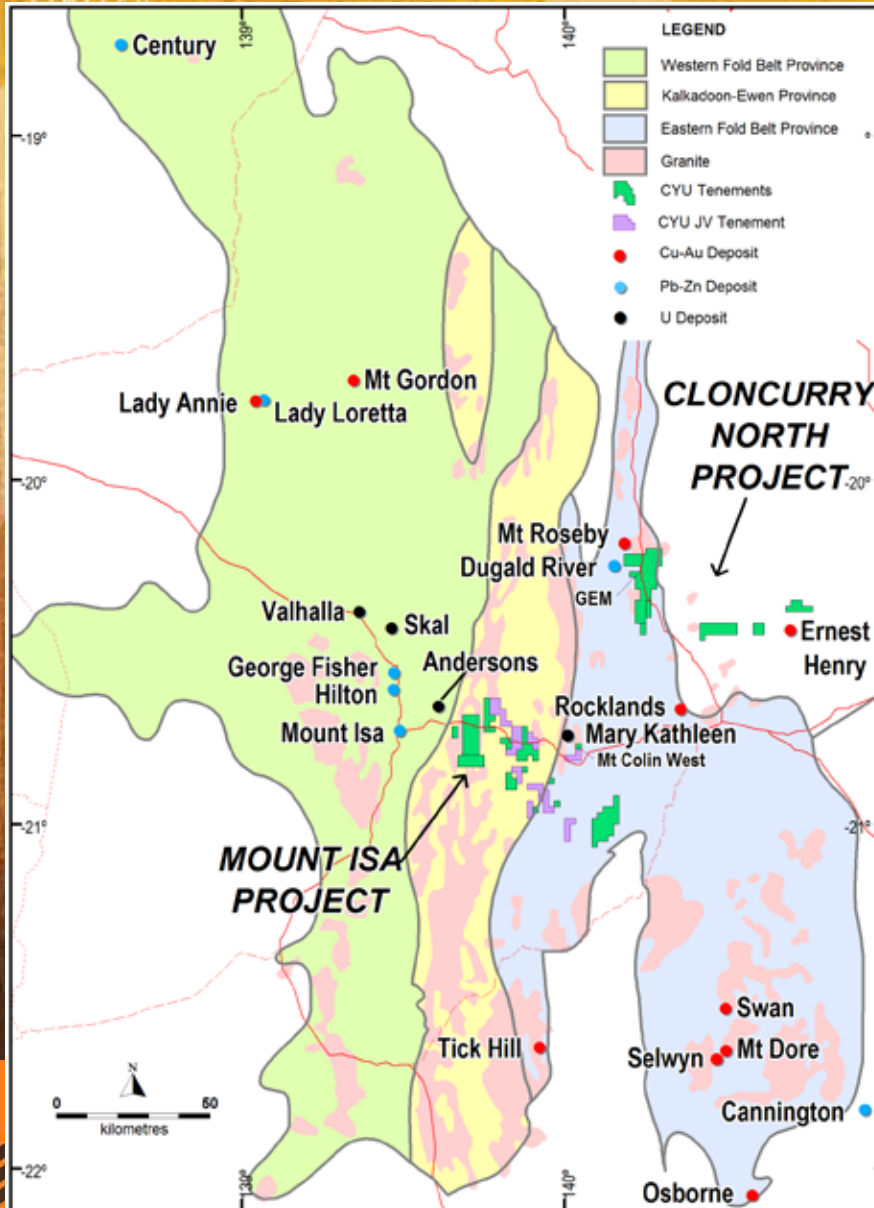 139°
140°
LEGEND
Western Fold Belt Province
Kalkadoon-Ewen Province
Eastern Fold Belt Province
Granite
CYU Tenements
CYU JV Tenement
Cu-Au Deposit
Pb-Zn Deposit
U Deposit
Century
-19°
Mt Gordon
Lady Annie
Lady Loretta
CLONCURRY
NORTH
PROJECT
-20°
-20°
Mt Roseby
Dugald River
GEM
Valhalla
Skal
Ernest
Henry
Andersons
George Fisher
Hilton
Mount Isa
Rocklands
Mary Kathleen
Mt Colin West
-21°
-21°
MOUNT ISA
PROJECT
Swan
Tick Hill
Mt Dore
Selwyn
N
0
50
kilometres
Cannington
-22°
Osborne
139°
140°